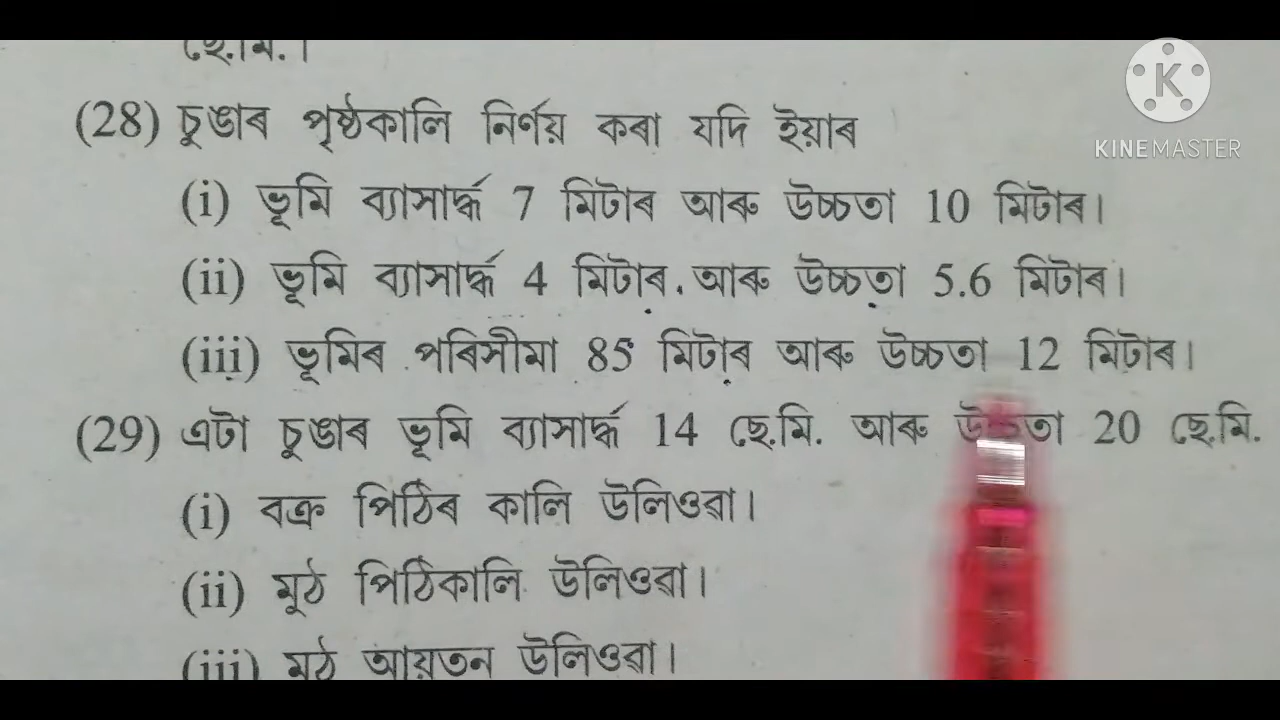 ছে.মি.।
(28) চুঙাৰ পৃষ্ঠকালি নিৰ্ণয় কৰা যদি ইয়াৰ
(i) ভূমি ব্যাসাৰ্দ্ধ 7 মিটাৰ আৰু উচ্চতা 10 মিটাৰ।
(ii) ভূমি ব্যাসাৰ্দ্ধ 4 মিটাৰ. আৰু উচ্চতা 5.6 মিটাৰ।
(iii) ভূমিৰ পৰিসীমা 85 মিটাৰ আৰু উচ্চতা 12 মিটাৰ।
(29) এটা চুঙাৰ ভূমি ব্যাসাৰ্দ্ধ 14 ছে.মি. আৰু উচ্চতা 20 ছে.মি.
(i) বক্ৰ পিঠিৰ কালি উলিওৱা।
(ii) মুঠ পিঠিকালি উলিওৱা।
(iii) মুঠ আয়তন উলিওৱা।
K
KINEMASTER